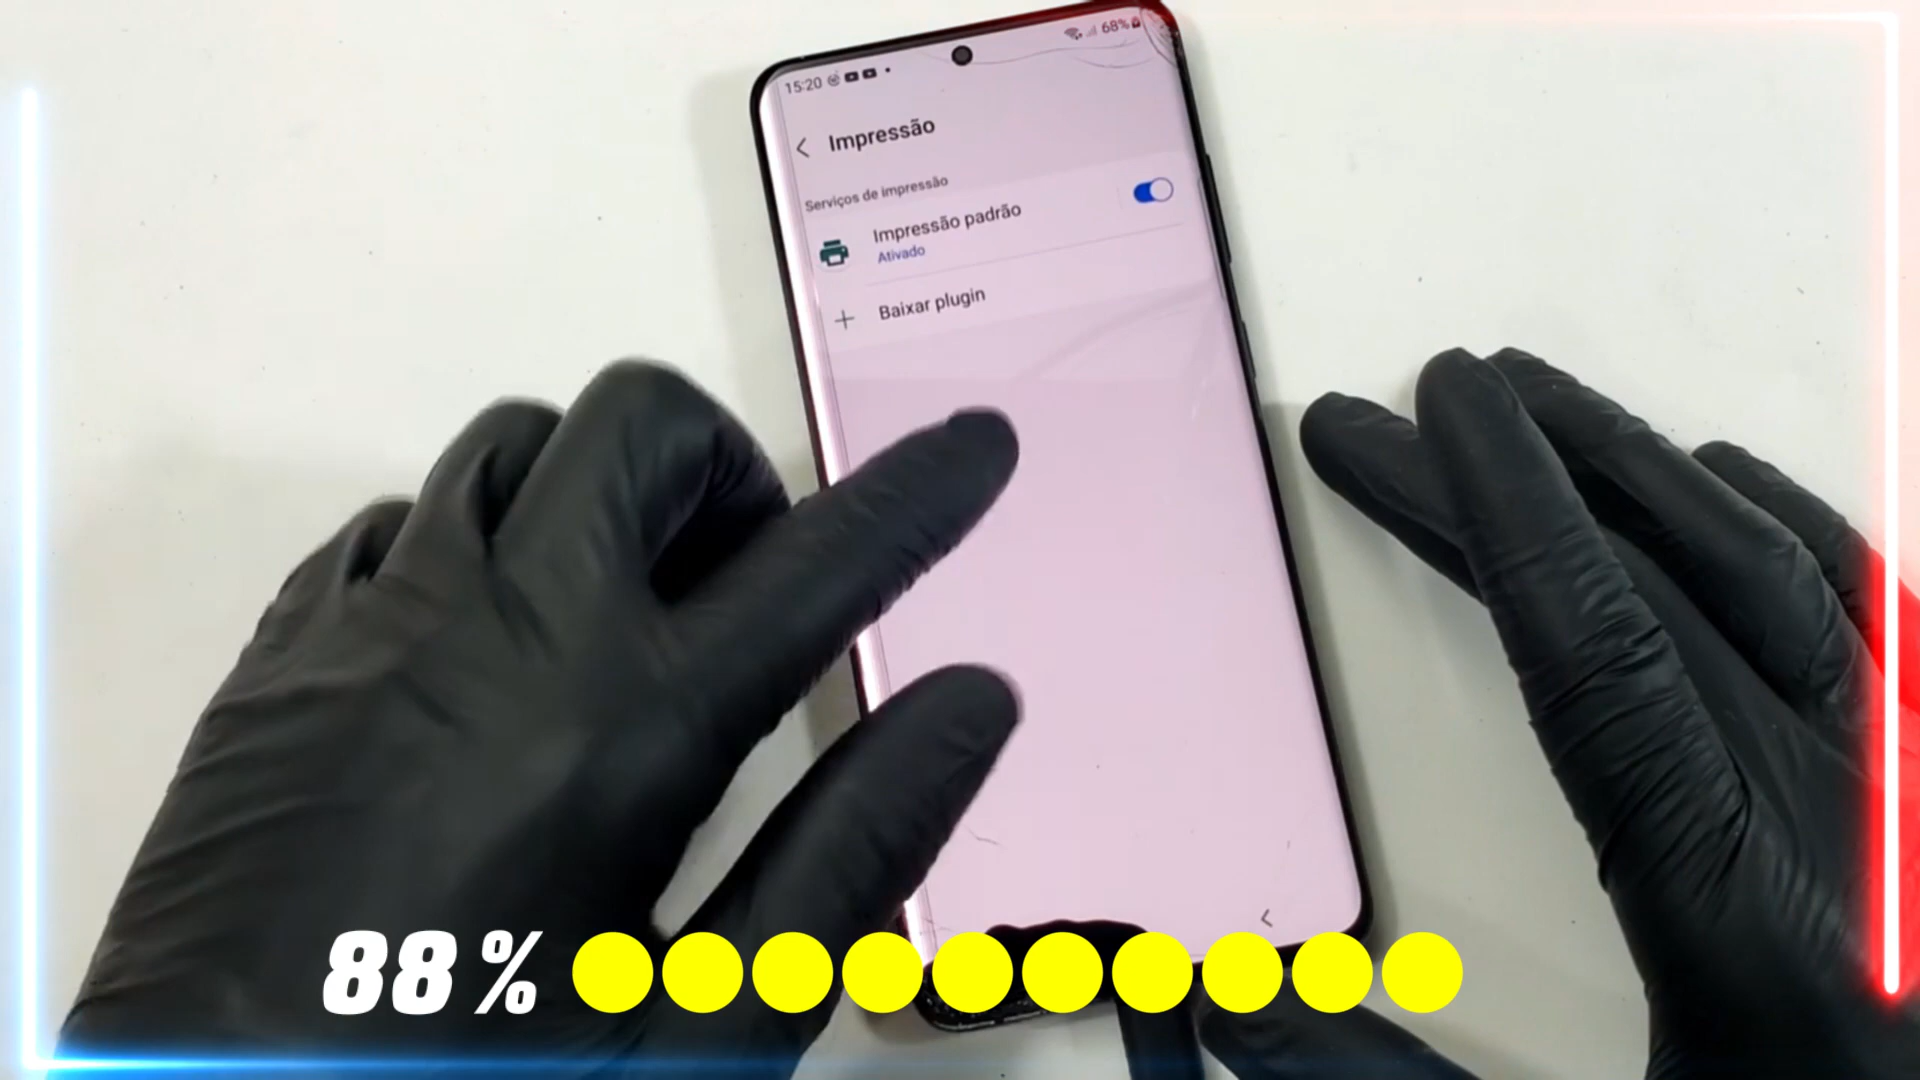 15:20
68%
Impressão
Serviços de impressão
Impressão padrão
Ativado
Baixar plugin
88%